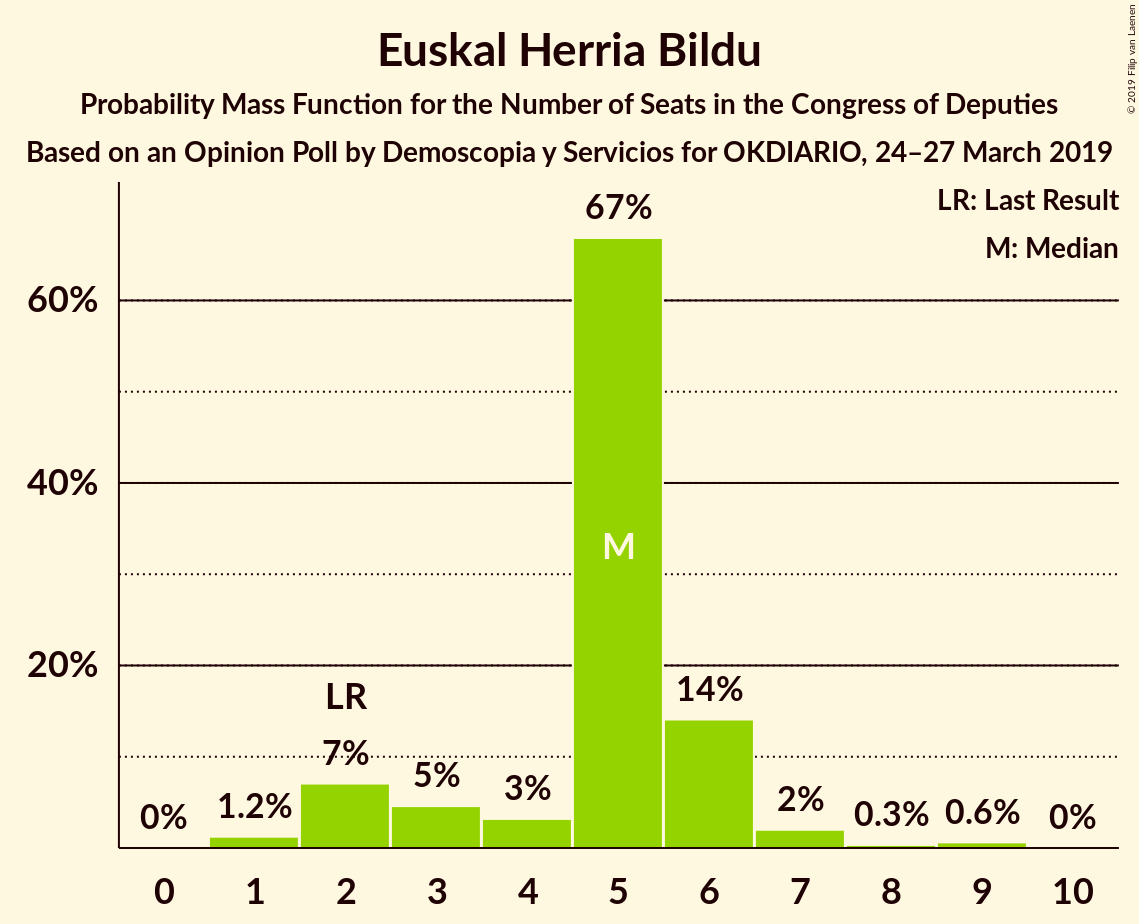 Euskal Herria Bildu
Probability Mass Function for the Number of Seats in the Congress of Deputies
Based on an Opinion Poll by Demoscopia y Servicios for OKDIARIO, 24–27 March 2019
© 2019 Filip van Laenen
LR: Last Result
M: Median
60%
40%
20%
0%
1.2%
LR
7%
5%
3%
67%
M
14%
2%
0.3%
0.6%
0%
0 1 2 3 4 5 6 7 8 9 10